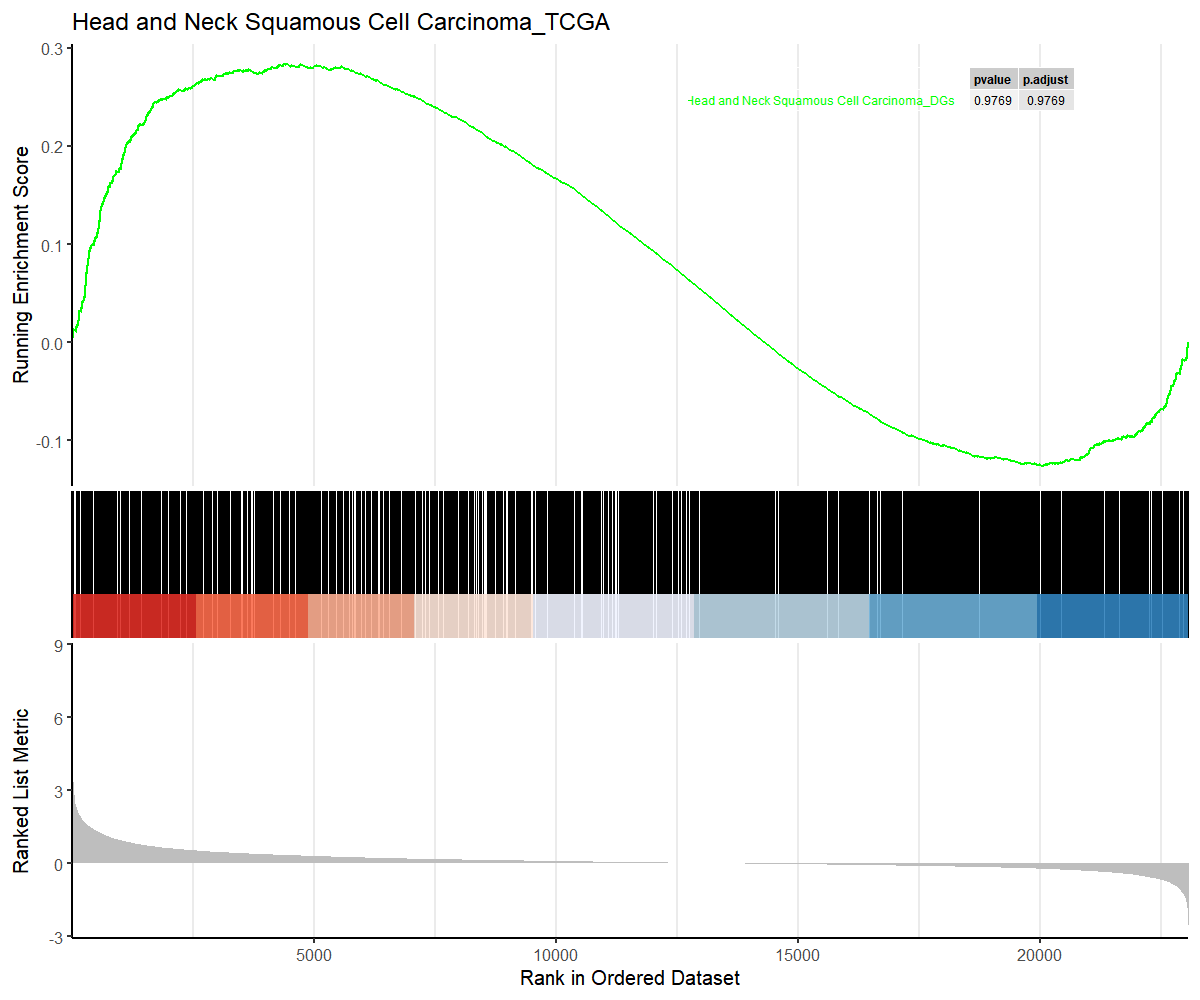 Head and Neck Squamous Cell Carcinoma_TCGA
0.3
0.2
0.1
0.0
-0.1
Running Enrichment Score
pvalue p.adjust
Head and Neck Squamous Cell Carcinoma_DGs 0.9769 0.9769
9
6
3
0
-3
Ranked List Metric
5000 10000 15000 20000
Rank in Ordered Dataset